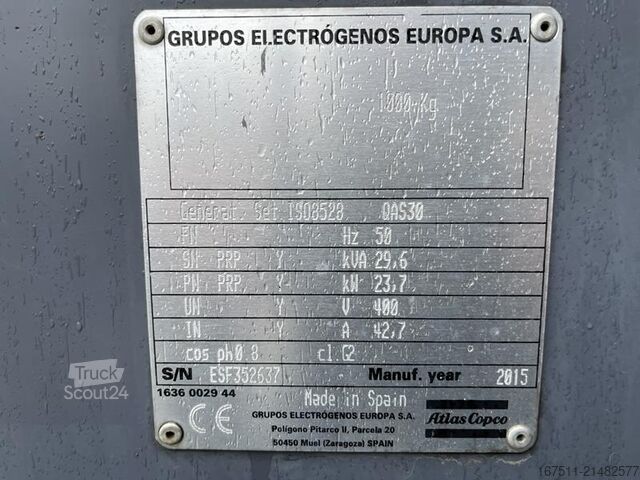 GRUPOS ELECTRÓGENOS EUROPA S.A.
1000 Kg
Generat. Set ISO8528 QAS30
FN Hz 50
SN PRP Y kVA 29,6
PN PRP Y kW 23,7
UN Y V 400
IN Y A 42,7
cos ph0.8 cl.G2
S/N ESF352637 Manuf. year 2015
1636 0029 44
Made in Spain
CE
GRUPOS ELECTRÓGENOS EUROPA S.A.
Polígono Pitarco II, Parcela 20
50450 Muel (Zaragoza) SPAIN
Atlas Copco
Truck
Scout24
167511-21482577